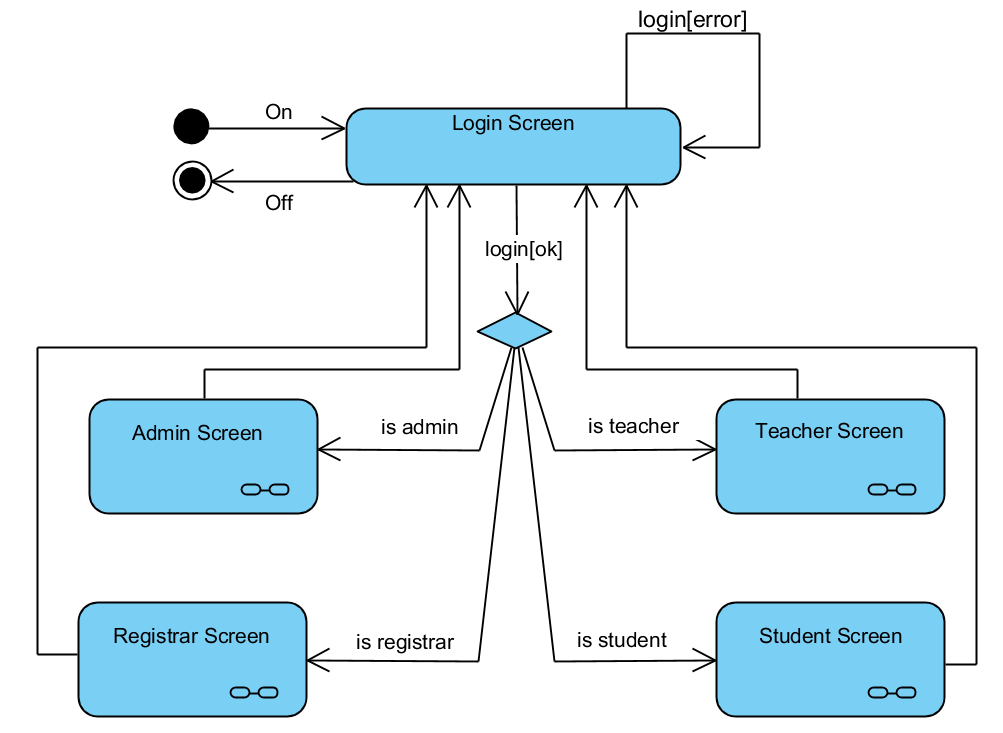 login[error]
On
Login Screen
Off
login[ok]
is admin
is teacher
Admin Screen
Teacher Screen
is registrar
is student
Registrar Screen
Student Screen